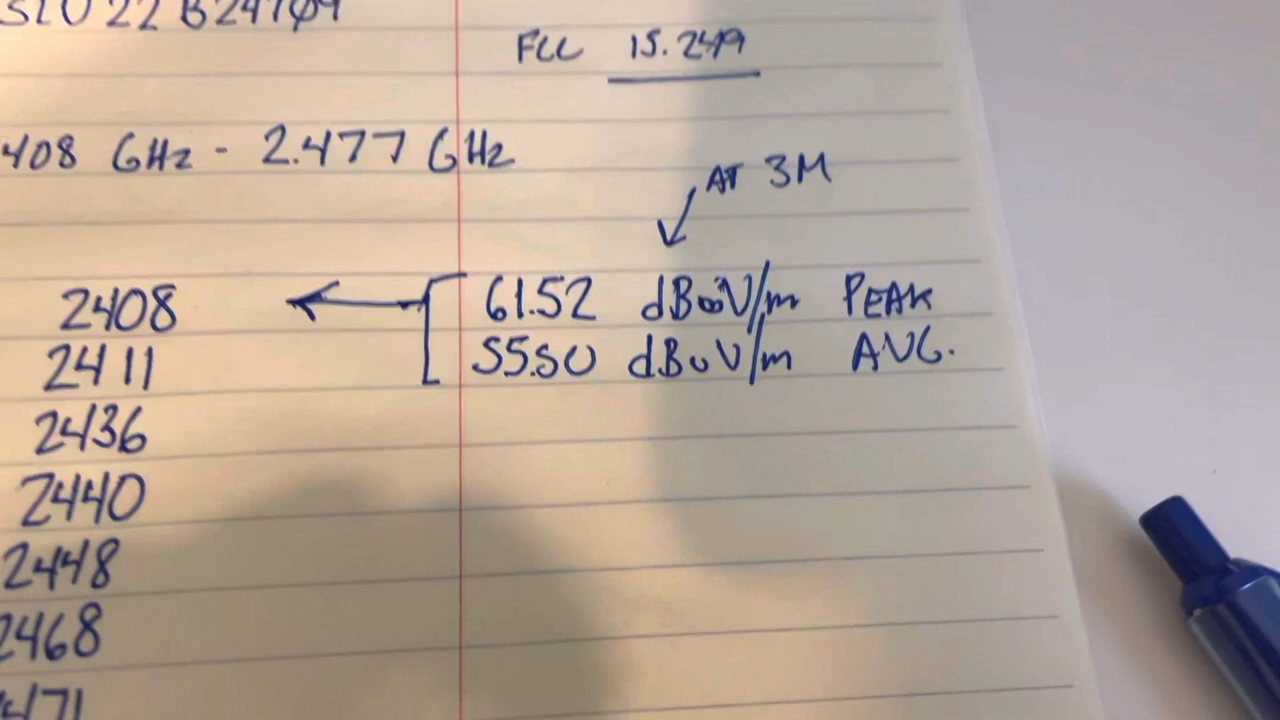 FCC 15.249
408 GHz - 2.477 GHz
AT 3M
2408 61.52 dBuV/m PEAK
2411 55.50 dBuV/m AVG.
2436
2440
2448
2468
471